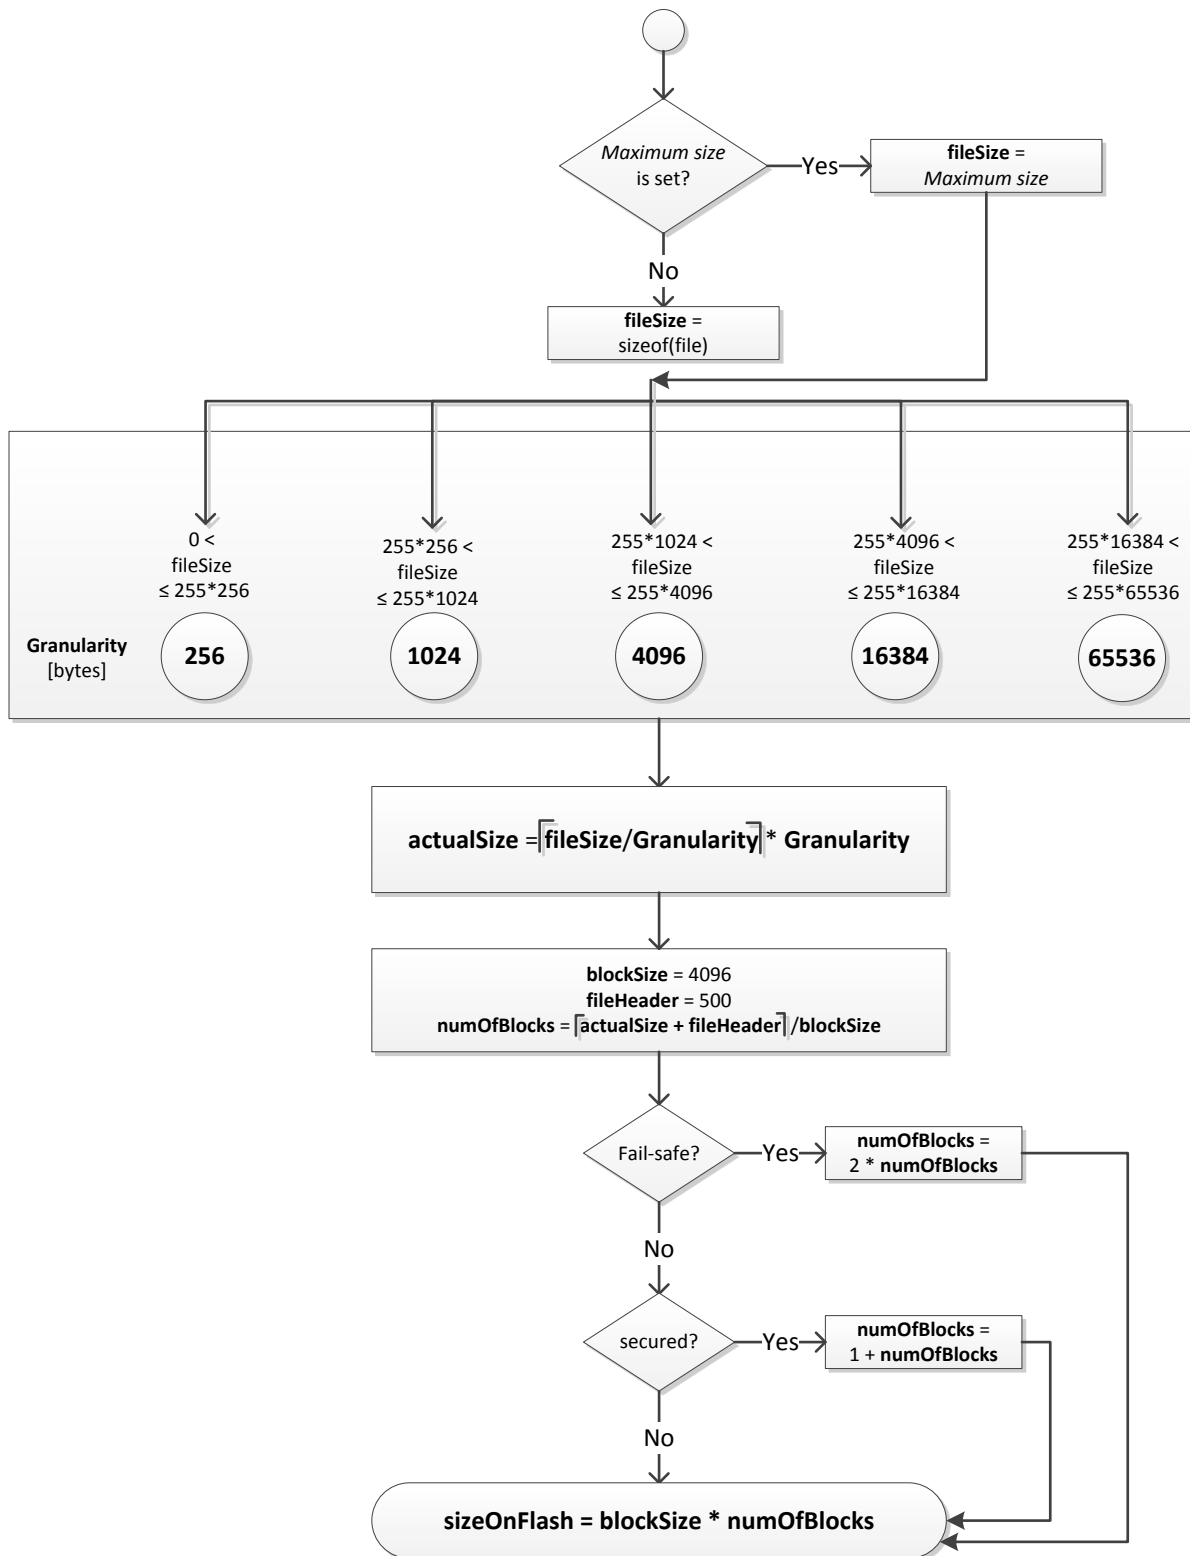 Maximum size
is set?
Yes
fileSize =
Maximum size
No
fileSize =
sizeof(file)
0 <
fileSize
≤ 255*256
255*256 <
fileSize
≤ 255*1024
255*1024 <
fileSize
≤ 255*4096
255*4096 <
fileSize
≤ 255*16384
255*16384 <
fileSize
≤ 255*65536
Granularity
[bytes]
256
1024
4096
16384
65536
actualSize =⌈fileSize/Granularity⌉* Granularity
blockSize = 4096
fileHeader = 500
numOfBlocks =⌈actualSize + fileHeader⌉/blockSize
Fail-safe?
Yes
numOfBlocks =
2 * numOfBlocks
No
secured?
Yes
numOfBlocks =
1 + numOfBlocks
No
sizeOnFlash = blockSize * numOfBlocks